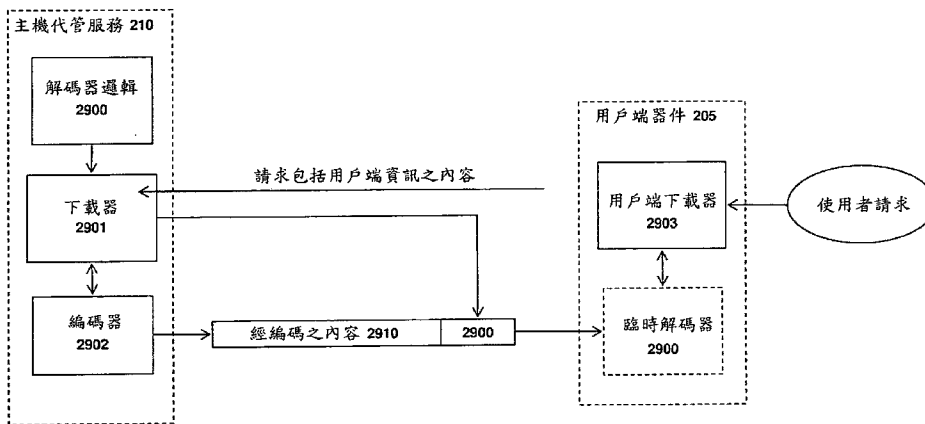 主機代管服務 210
解碼器邏輯
2900
下載器
2901
編碼器
2902
請求包括用戶端資訊之內容
經編碼之內容 2910
2900
用戶端器件 205
用戶端下載器
2903
臨時解碼器
2900
使用者請求